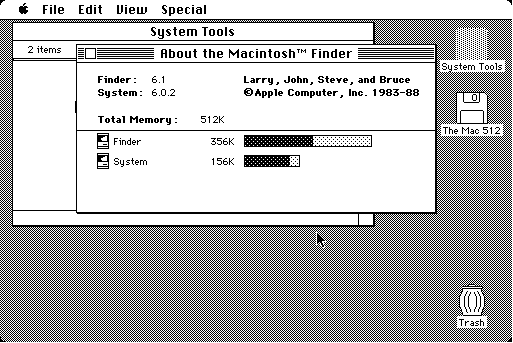 File Edit View Special
System Tools
2 items
About the Macintosh™ Finder
Finder: 6.1
System: 6.0.2
Larry, John, Steve, and Bruce
©Apple Computer, Inc. 1983-88
Total Memory: 512K
Finder 356K
System 156K
System Tools
The Mac 512
Trash